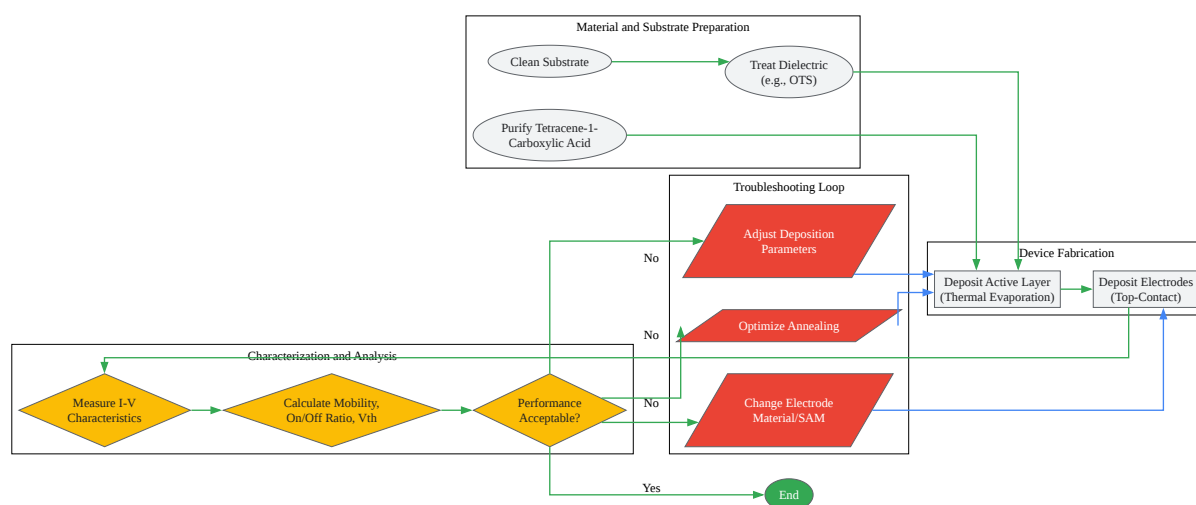 Material and Substrate Preparation
Clean Substrate
Treat Dielectric
(e.g., OTS)
Purify Tetracene-1-
Carboxylic Acid
Troubleshooting Loop
Adjust Deposition
Parameters
No
Device Fabrication
Deposit Active Layer
(Thermal Evaporation)
Deposit Electrodes
(Top-Contact)
Optimize Annealing
No
Characterization and Analysis
Measure I-V
Characteristics
Calculate Mobility,
On/Off Ratio, Vth
Performance
Acceptable?
No
Change Electrode
Material/SAM
Yes
End